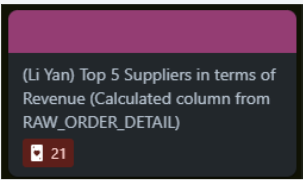 (Li Yan) Top 5 Suppliers in terms of
Revenue (Calculated column from
RAW_ORDER_DETAIL)
21